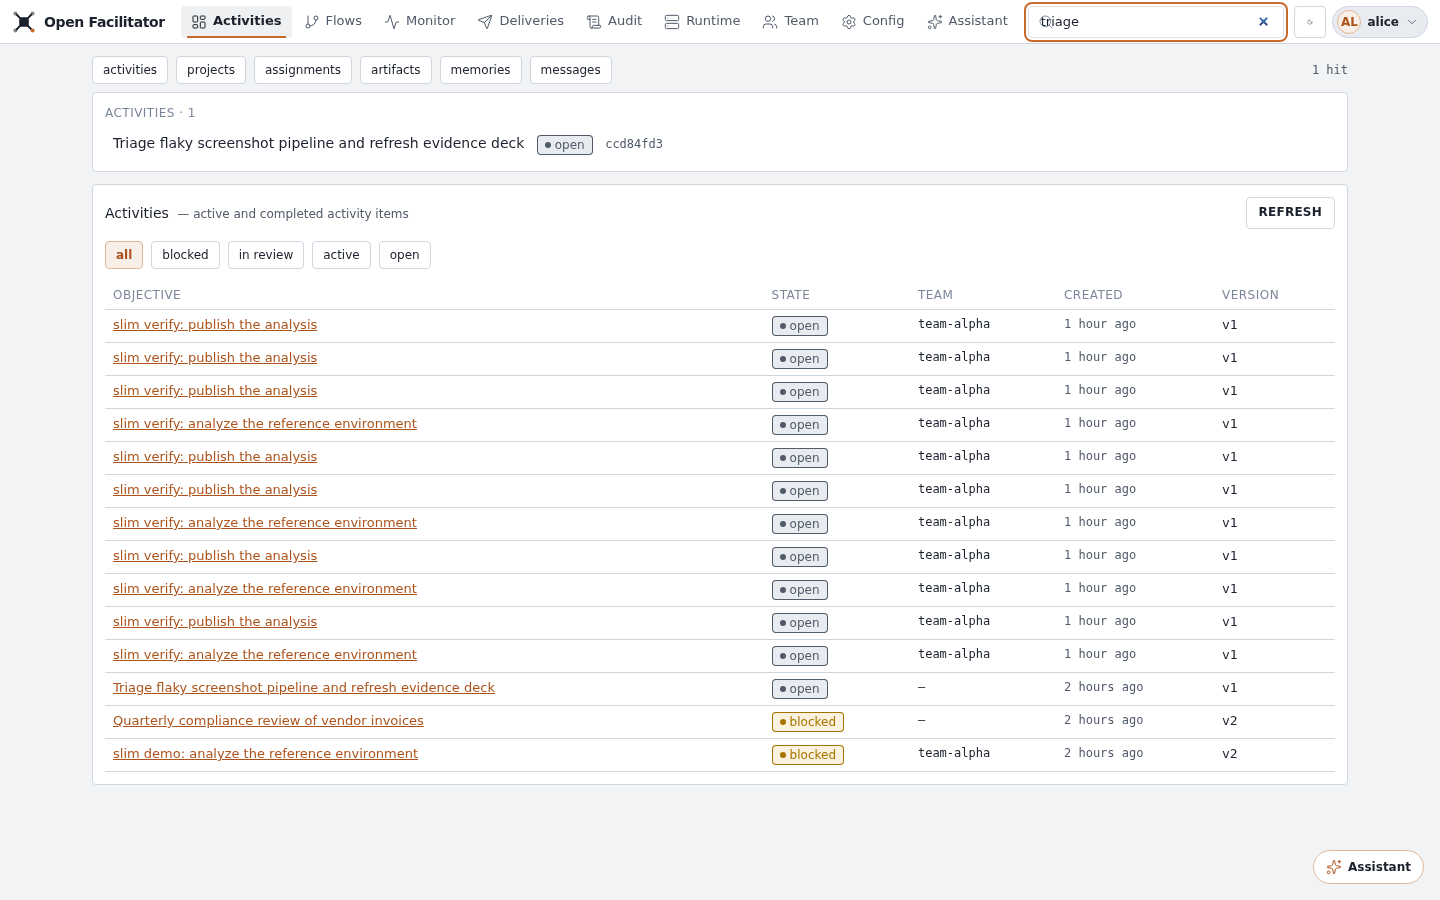 Open Facilitator Activities Flows Monitor Deliveries Audit Runtime Team Config Assistant triage AL alice
activities projects assignments artifacts memories messages 1 hit
ACTIVITIES · 1
Triage flaky screenshot pipeline and refresh evidence deck open ccd84fd3
Activities — active and completed activity items REFRESH
all blocked in review active open
OBJECTIVE STATE TEAM CREATED VERSION
slim verify: publish the analysis open team-alpha 1 hour ago v1
slim verify: publish the analysis open team-alpha 1 hour ago v1
slim verify: publish the analysis open team-alpha 1 hour ago v1
slim verify: analyze the reference environment open team-alpha 1 hour ago v1
slim verify: publish the analysis open team-alpha 1 hour ago v1
slim verify: publish the analysis open team-alpha 1 hour ago v1
slim verify: analyze the reference environment open team-alpha 1 hour ago v1
slim verify: publish the analysis open team-alpha 1 hour ago v1
slim verify: analyze the reference environment open team-alpha 1 hour ago v1
slim verify: publish the analysis open team-alpha 1 hour ago v1
slim verify: analyze the reference environment open team-alpha 1 hour ago v1
Triage flaky screenshot pipeline and refresh evidence deck open — 2 hours ago v1
Quarterly compliance review of vendor invoices blocked — 2 hours ago v2
slim demo: analyze the reference environment blocked team-alpha 2 hours ago v2
Assistant